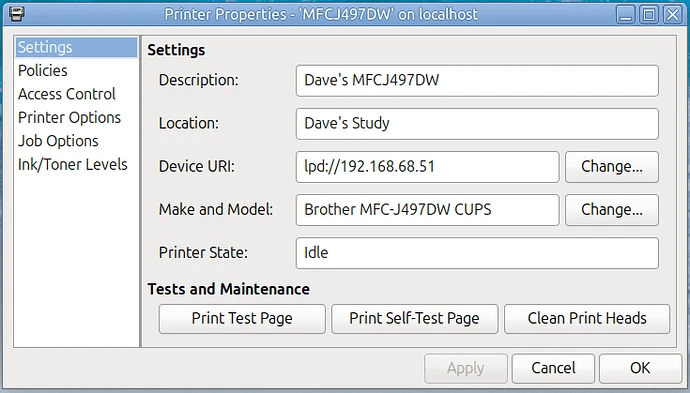 Printer Properties - 'MFCJ497DW' on localhost
Settings
Policies
Access Control
Printer Options
Job Options
Ink/Toner Levels
Settings
Description: Dave's MFCJ497DW
Location: Dave's Study
Device URI: lpd://192.168.68.51 Change...
Make and Model: Brother MFC-J497DW CUPS Change...
Printer State: Idle
Tests and Maintenance
Print Test Page Print Self-Test Page Clean Print Heads
Apply Cancel OK